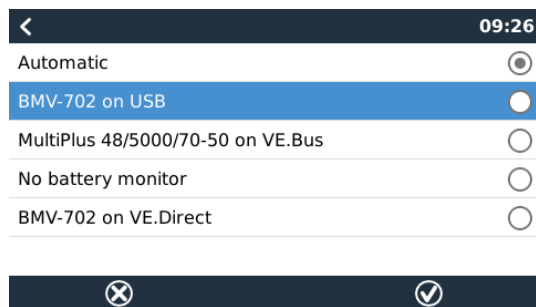 09:26
Automatic
BMV-702 on USB
MultiPlus 48/5000/70-50 on VE.Bus
No battery monitor
BMV-702 on VE.Direct